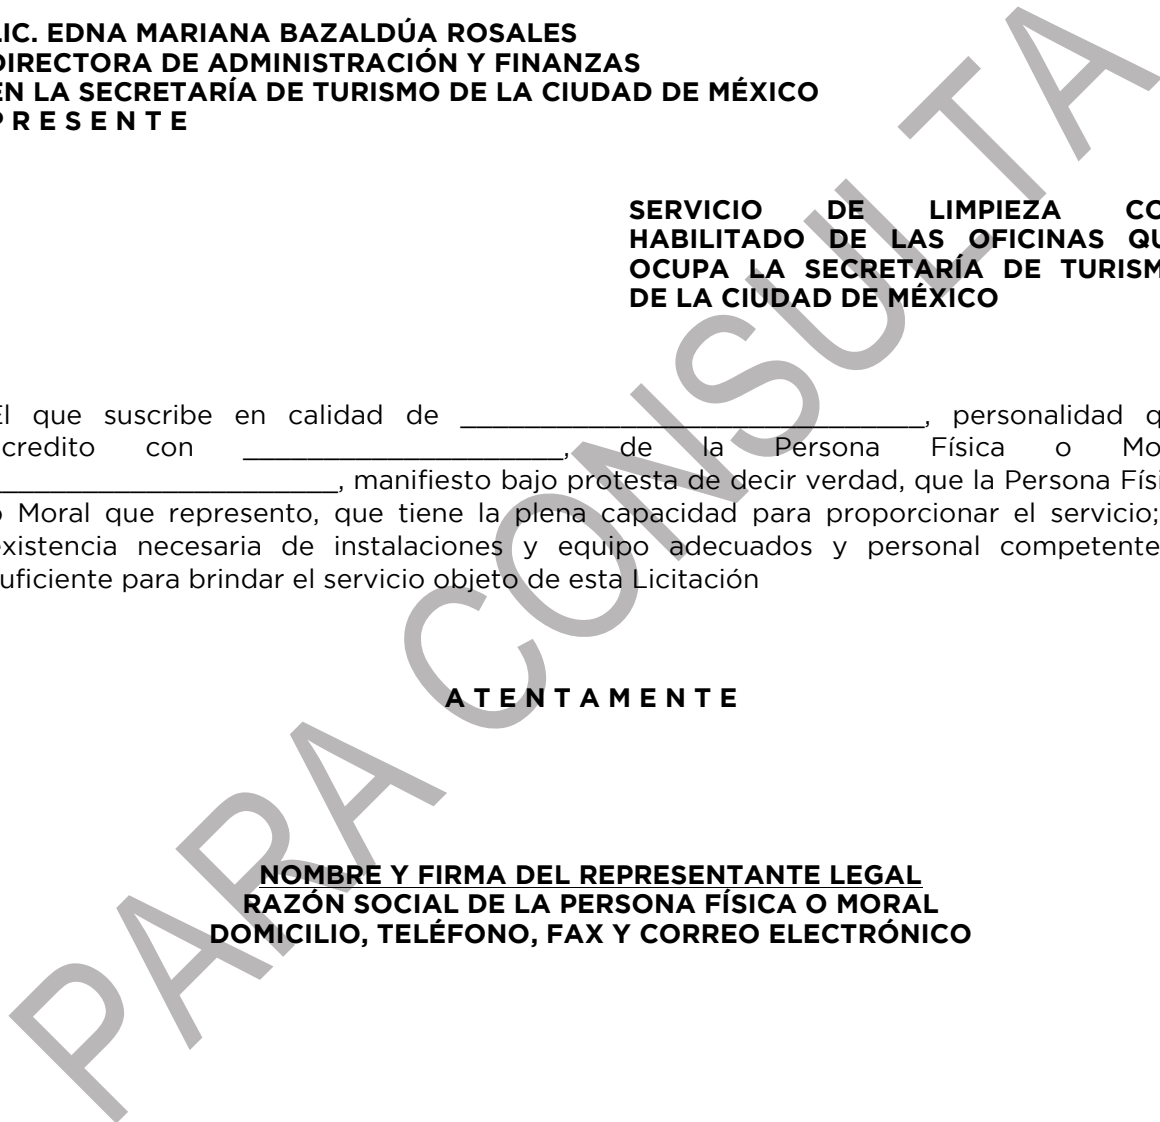 LIC. EDNA MARIANA BAZALDÚA ROSALES
DIRECTORA DE ADMINISTRACIÓN Y FINANZAS
EN LA SECRETARÍA DE TURISMO DE LA CIUDAD DE MÉXICO
P R E S E N T E
SERVICIO DE LIMPIEZA CO
HABILITADO DE LAS OFICINAS QU
OCUPA LA SECRETARÍA DE TURISM
DE LA CIUDAD DE MÉXICO
El que suscribe en calidad de ______________________________, personalidad q
credito con _____________________, de la Persona Física o Mo
______________________, manifiesto bajo protesta de decir verdad, que la Persona Físi
o Moral que represento, que tiene la plena capacidad para proporcionar el servicio;
existencia necesaria de instalaciones y equipo adecuados y personal competente
suficiente para brindar el servicio objeto de esta Licitación
A T E N T A M E N T E
NOMBRE Y FIRMA DEL REPRESENTANTE LEGAL
RAZÓN SOCIAL DE LA PERSONA FÍSICA O MORAL
DOMICILIO, TELÉFONO, FAX Y CORREO ELECTRÓNICO
PARA CONSULTA